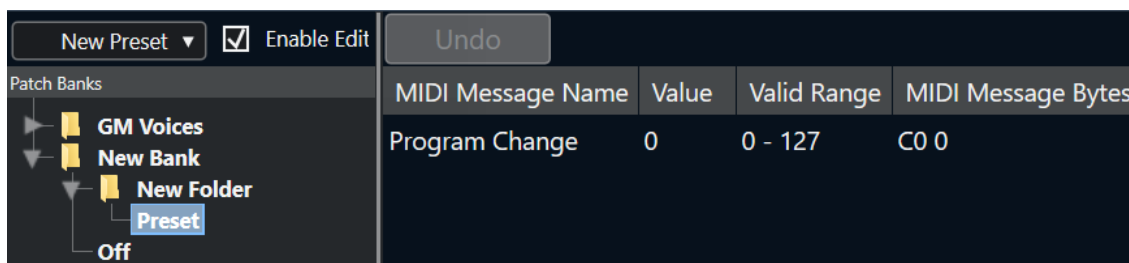 New Preset Enable Edit Undo
Patch Banks
MIDI Message Name Value Valid Range MIDI Message Bytes
GM Voices
Program Change 0 0 - 127 C0 0
New Bank
New Folder
Preset
Off